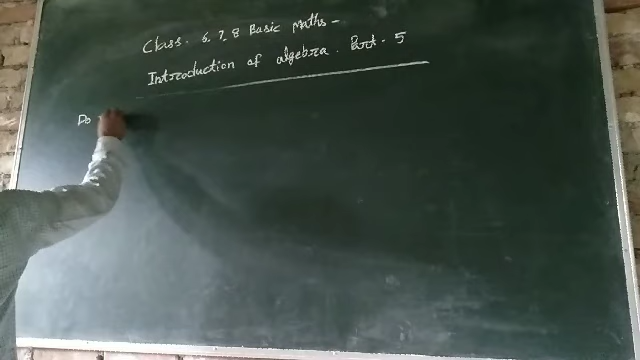 Class. 6, 7, 8 Basic Maths -
Introduction of algebra. Part - 5
Do